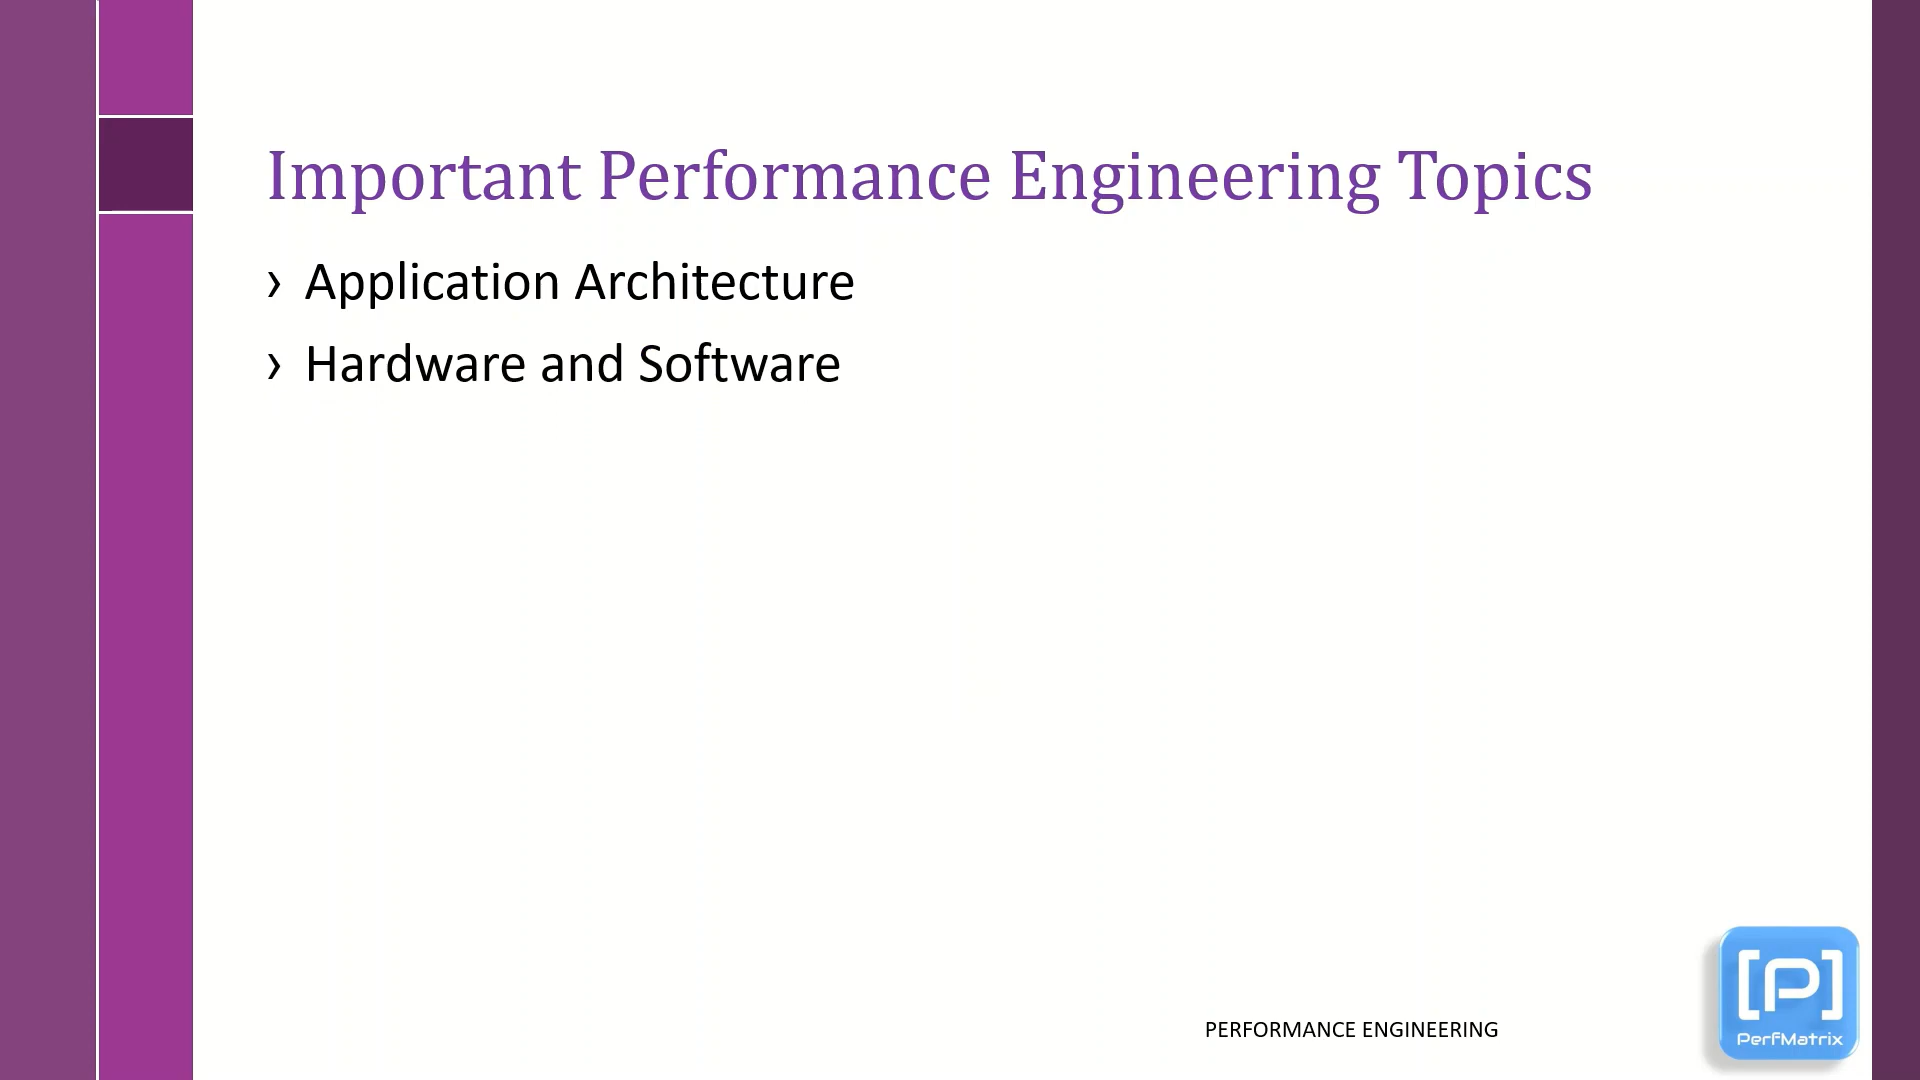 Important Performance Engineering Topics
› Application Architecture
› Hardware and Software
PERFORMANCE ENGINEERING
[P]
PerfMatrix